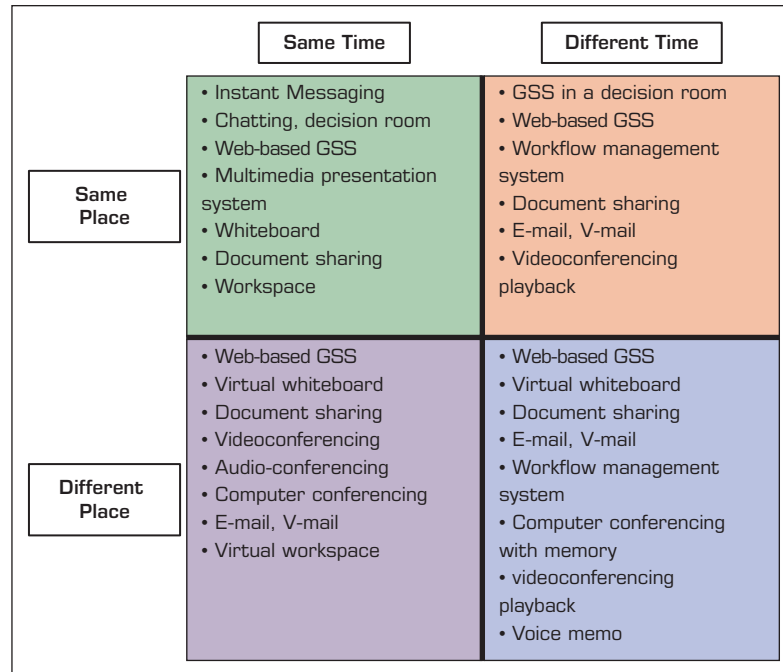 Same Time
Different Time
Same
Place
• Instant Messaging
• Chatting, decision room
• Web-based GSS
• Multimedia presentation
system
• Whiteboard
• Document sharing
• Workspace
• GSS in a decision room
• Web-based GSS
• Workflow management
system
• Document sharing
• E-mail, V-mail
• Videoconferencing
playback
Different
Place
• Web-based GSS
• Virtual whiteboard
• Document sharing
• Videoconferencing
• Audio-conferencing
• Computer conferencing
• E-mail, V-mail
• Virtual workspace
• Web-based GSS
• Virtual whiteboard
• Document sharing
• E-mail, V-mail
• Workflow management
system
• Computer conferencing
with memory
• videoconferencing
playback
• Voice memo